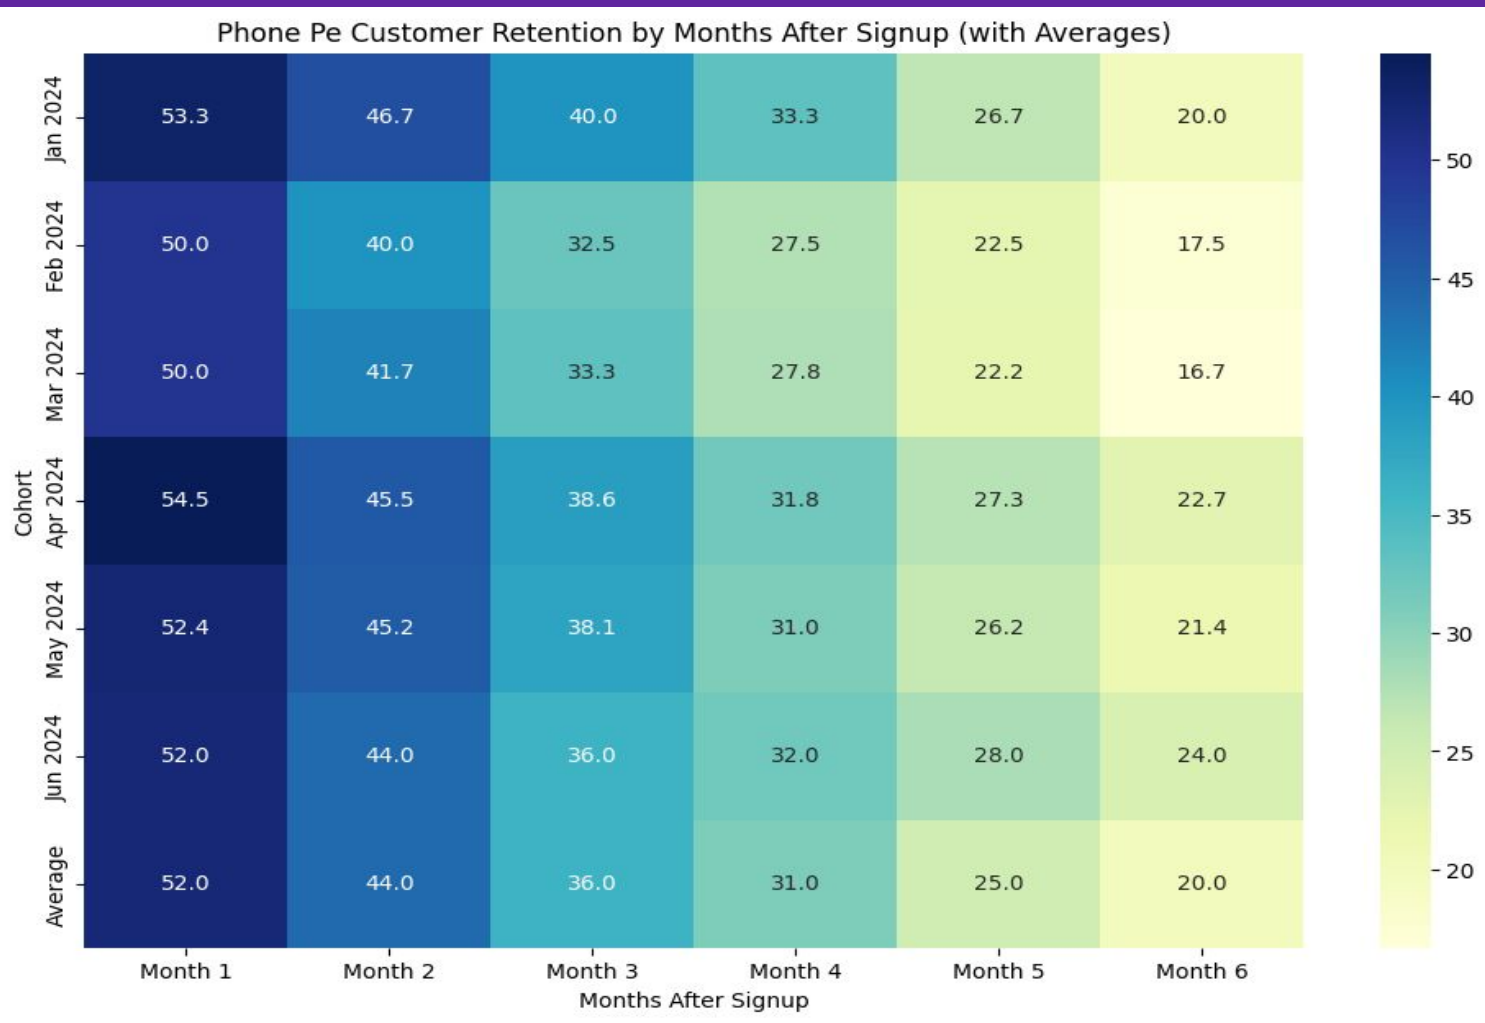 Phone Pe Customer Retention by Months After Signup (with Averages)
Cohort
Jan 2024 53.3 46.7 40.0 33.3 26.7 20.0
Feb 2024 50.0 40.0 32.5 27.5 22.5 17.5
Mar 2024 50.0 41.7 33.3 27.8 22.2 16.7
Apr 2024 54.5 45.5 38.6 31.8 27.3 22.7
May 2024 52.4 45.2 38.1 31.0 26.2 21.4
Jun 2024 52.0 44.0 36.0 32.0 28.0 24.0
Average 52.0 44.0 36.0 31.0 25.0 20.0
Month 1 Month 2 Month 3 Month 4 Month 5 Month 6
Months After Signup
50
45
40
35
30
25
20